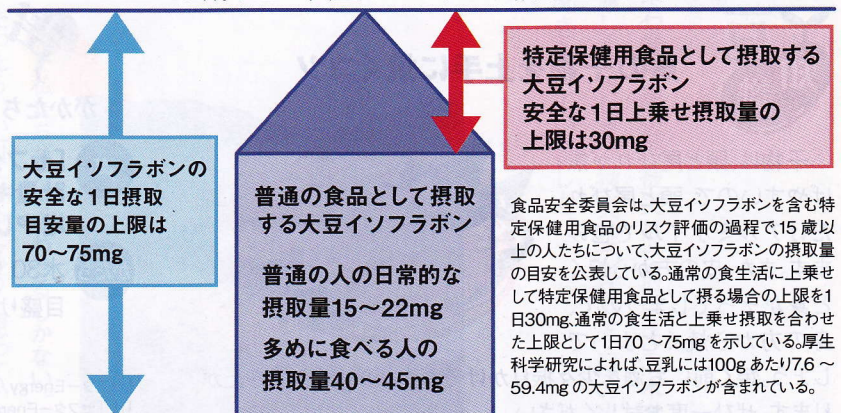 大豆イソフラボンの
安全な1日摂取
目安量の上限は
70～75mg
普通の食品として摂取
する大豆イソフラボン
普通の人の日常的な
摂取量15～22mg
多めに食べる人の
摂取量40～45mg
特定保健用食品として摂取する
大豆イソフラボン
安全な1日上乗せ摂取量の
上限は30mg
食品安全委員会は、大豆イソフラボンを含む特
定保健用食品のリスク評価の過程で、15歳以
上の人たちについて、大豆イソフラボンの摂取量
の目安を公表している。通常の食生活に上乗せ
して特定保健用食品として摂る場合の上限を1
日30mg、通常の食生活と上乗せ摂取を合わせ
た上限として1日70～75mgを示している。厚生
科学研究によれば、豆乳には100gあたり7.6～
59.4mgの大豆イソフラボンが含まれている。